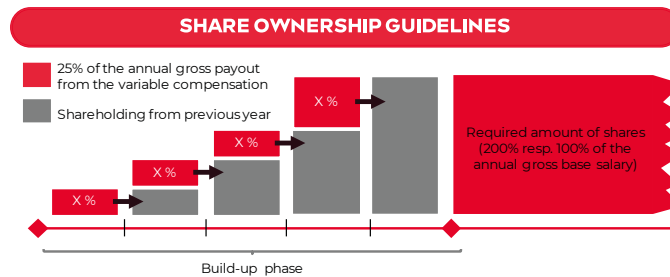 SHARE OWNERSHIP GUIDELINES
25% of the annual gross payout
from the variable compensation
Shareholding from previous year
X %
X %
X %
X %
Required amount of shares
(200% resp. 100% of the
annual gross base salary)
Build-up phase